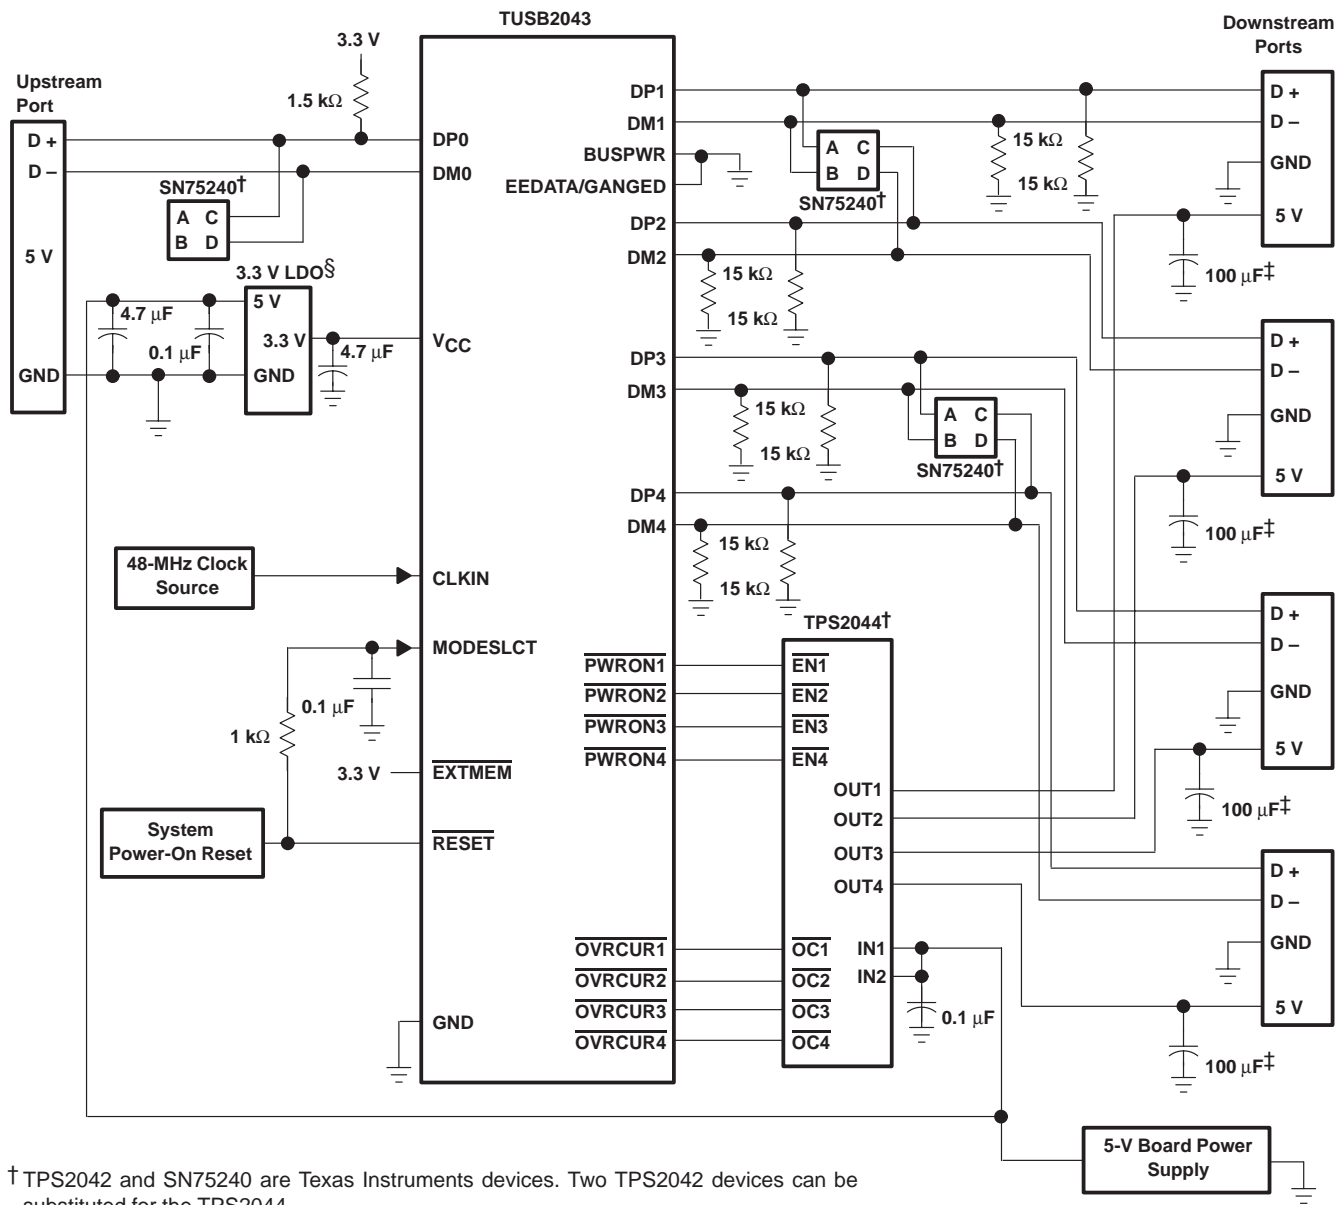 TUSB2043
Downstream
Ports
3.3 V
Upstream
Port
1.5 kΩ
D +
D –
5 V
GND
SN75240†
A C
B D
3.3 V LDO§
5 V
3.3 V
GND
4.7 μF
0.1 μF
4.7 μF
DP0
DM0
VCC
48-MHz Clock
Source
CLKIN
MODESLCT
0.1 μF
1 kΩ
3.3 V
EXTMEM
System
Power-On Reset
RESET
GND
DP1
DM1
BUSPWR
EEDATA/GANGED
DP2
DM2
DP3
DM3
DP4
DM4
PWRON1
PWRON2
PWRON3
PWRON4
OVRCUR1
OVRCUR2
OVRCUR3
OVRCUR4
A C
B D
SN75240†
15 kΩ
15 kΩ
15 kΩ
15 kΩ
15 kΩ
15 kΩ
A C
B D
SN75240†
15 kΩ
15 kΩ
TPS2044†
EN1
EN2
EN3
EN4
OUT1
OUT2
OUT3
OUT4
OC1
OC2
OC3
OC4
IN1
IN2
0.1 μF
D +
D –
GND
5 V
100 μF‡
D +
D –
GND
5 V
100 μF‡
D +
D –
GND
5 V
100 μF‡
D +
D –
GND
5 V
100 μF‡
5-V Board Power
Supply
† TPS2042 and SN75240 are Texas Instruments devices. Two TPS2042 devices can be
substituted for the TPS2044